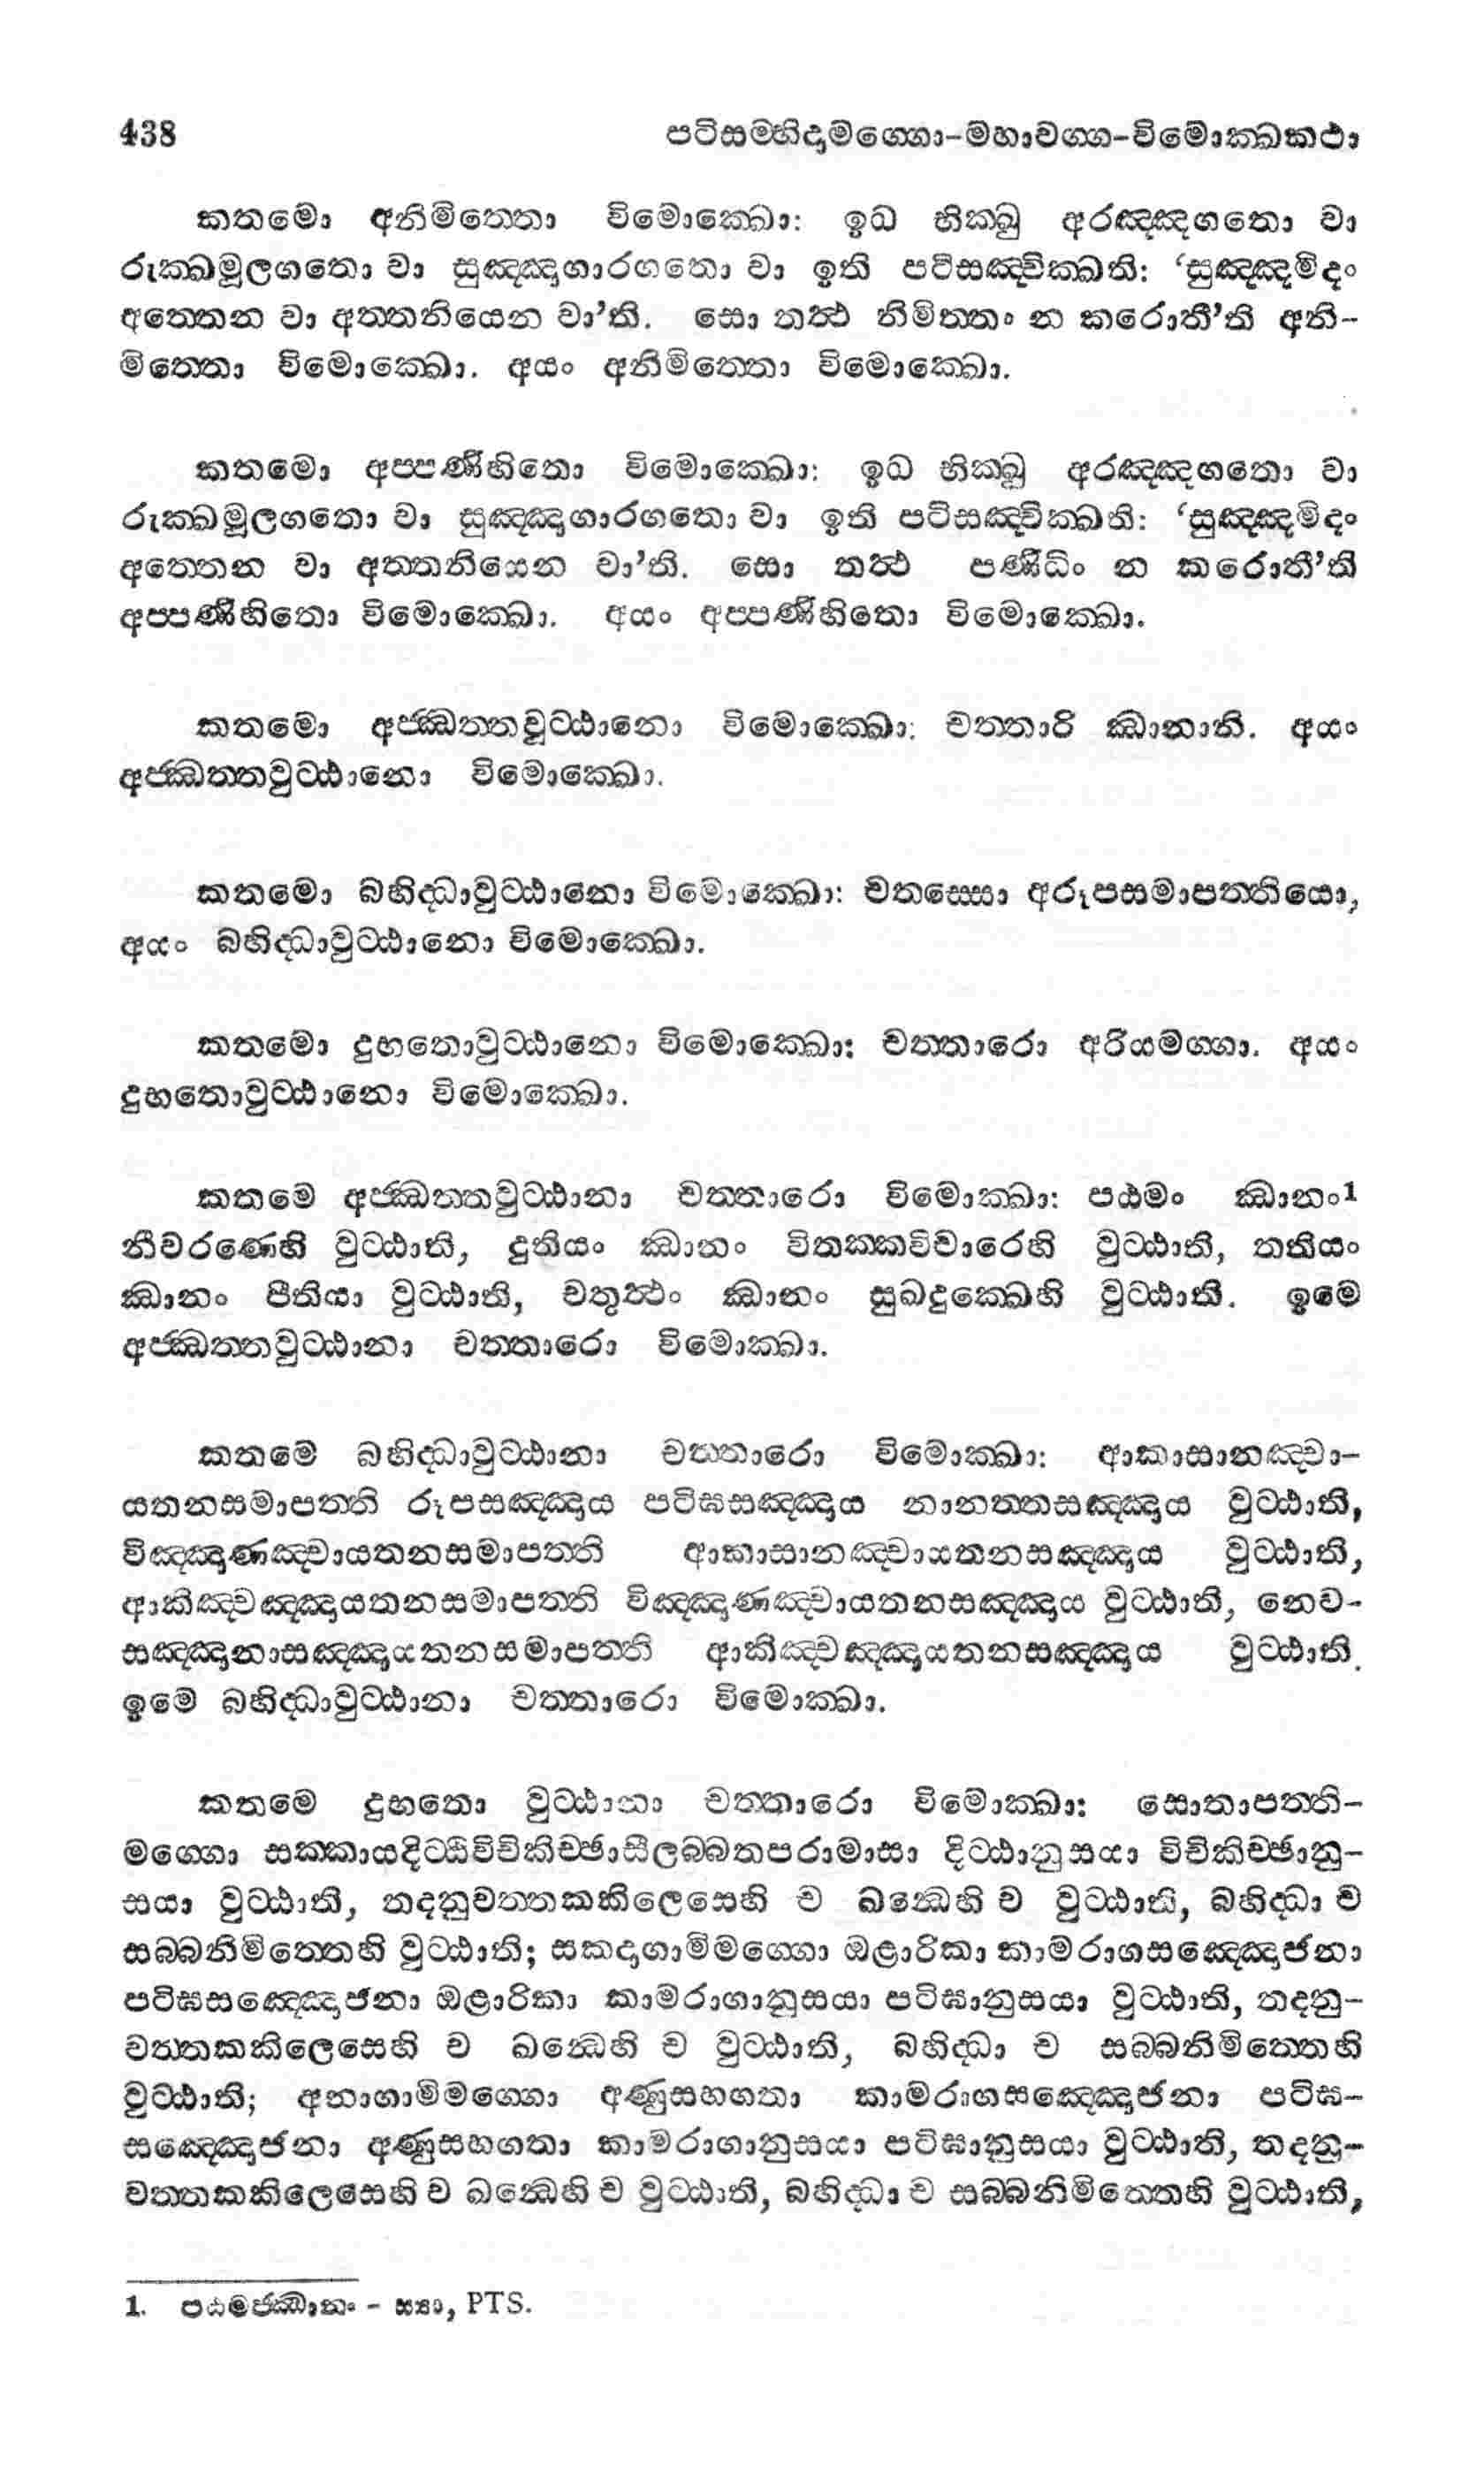 438 පටිසම්භිදාමග්ගො-මහාවග්ග-විමොක්ඛකථා
කතමො අනිමිත්තො විමොක්ඛො: ඉධ භික්ඛු අරඤ්ඤගතො වා
රුක්ඛමූලගතො වා සුඤ්ඤාගාරගතො වා ඉති පටිසඤ්චික්ඛති: ‘සුඤ්ඤමිදං
අත්තෙන වා අත්තනියෙන වා’ති. සො තත්ථ නිමිත්තං න කරොතී’ති අනි-
මිත්තො විමොක්ඛො. අයං අනිමිත්තො විමොක්ඛො.
කතමො අප්පණිහිතො විමොක්ඛො: ඉධ භික්ඛු අරඤ්ඤගතො වා
රුක්ඛමූලගතො වා සුඤ්ඤාගාරගතො වා ඉති පටිසඤ්චික්ඛති: ‘සුඤ්ඤමිදං
අත්තෙන වා අත්තනියෙන වා’ති. සො තත්ථ පණිධිං න කරොතී’ති
අප්පණිහිතො විමොක්ඛො. අයං අප්පණිහිතො විමොක්ඛො.
කතමො අජ්ඣත්තවුට්ඨානො විමොක්ඛො: චත්තාරි ඣානානි. අයං
අජ්ඣත්තවුට්ඨානො විමොක්ඛො.
කතමො බහිද්ධාවුට්ඨානො විමොක්ඛො: චතස්සො අරූපසමාපත්තියො,
අයං බහිද්ධාවුට්ඨානො විමොක්ඛො.
කතමො දුභතොවුට්ඨානො විමොක්ඛො: චත්තාරො අරියමග්ගා. අයං
දුභතොවුට්ඨානො විමොක්ඛො.
කතමෙ අජ්ඣත්තවුට්ඨානා චත්තාරො විමොක්ඛා: පඨමං ඣානං1
නීවරණෙහි වුට්ඨාති, දුතියං ඣානං විතක්කවිචාරෙහි වුට්ඨාති, තතියං
ඣානං පීතියා වුට්ඨාති, චතුත්ථං ඣානං සුඛදුක්ඛෙහි වුට්ඨාති. ඉමෙ
අජ්ඣත්තවුට්ඨානා චත්තාරො විමොක්ඛා.
කතමෙ බහිද්ධාවුට්ඨානා චත්තාරො විමොක්ඛා: ආකාසානඤ්චා-
යතනසමාපත්ති රූපසඤ්ඤාය පටිඝසඤ්ඤාය නානත්තසඤ්ඤාය වුට්ඨාති,
විඤ්ඤාණඤ්චායතනසමාපත්ති ආකාසානඤ්චායතනසඤ්ඤාය වුට්ඨාති,
ආකිඤ්චඤ්ඤායතනසමාපත්ති විඤ්ඤාණඤ්චායතනසඤ්ඤාය වුට්ඨාති, නෙව-
සඤ්ඤානාසඤ්ඤායතනසමාපත්ති ආකිඤ්චඤ්ඤායතනසඤ්ඤාය වුට්ඨාති.
ඉමෙ බහිද්ධාවුට්ඨානා චත්තාරො විමොක්ඛා.
කතමෙ දුභතො වුට්ඨානා චත්තාරො විමොක්ඛා: සොතාපත්ති-
මග්ගො සක්කායදිට්ඨිවිචිකිච්ඡාසීලබ්බතපරාමාසා දිට්ඨානුසයා විචිකිච්ඡානු-
සයා වුට්ඨාති, තදනුවත්තකකිලෙසෙහි ච ඛන්ධෙහි ච වුට්ඨාති, බහිද්ධා ච
සබ්බනිමිත්තෙහි වුට්ඨාති; සකදාගාමිමග්ගො ඔළාරිකා කාමරාගසඤ්ඤොජනා
පටිඝසඤ්ඤොජනා ඔළාරිකා කාමරාගානුසයා පටිඝානුසයා වුට්ඨාති, තදනු-
වත්තකකිලෙසෙහි ච ඛන්ධෙහි ච වුට්ඨාති, බහිද්ධා ච සබ්බනිමිත්තෙහි
වුට්ඨාති; අනාගාමිමග්ගො අණුසහගතා කාමරාගසඤ්ඤොජනා පටිඝ-
සඤ්ඤොජනා අණුසහගතා කාමරාගානුසයා පටිඝානුසයා වුට්ඨාති, තදනු-
වත්තකකිලෙසෙහි ච ඛන්ධෙහි ච වුට්ඨාති, බහිද්ධා ච සබ්බනිමිත්තෙහි වුට්ඨාති,
1. පඨමජ්ඣානං - ස්‍යා, PTS.